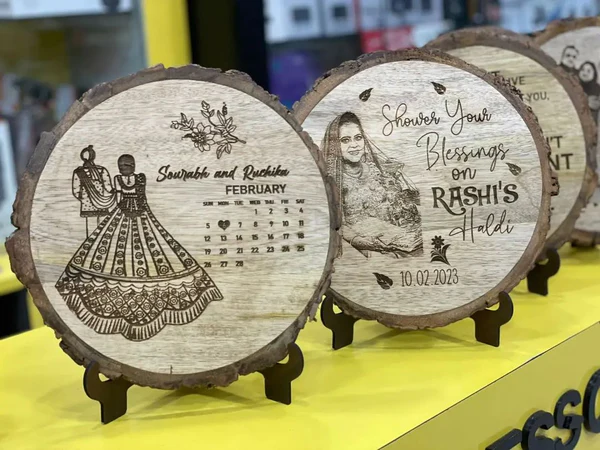 Sourabh and Ruchika
FEBRUARY
SUN MON TUE WED THU FRI SAT
1 2 3 4
5 7 8 9 10 11
12 13 14 15 16 17 18
19 20 21 22 23 24 25
26 27 28
Shower Your
Blessings
on
RASHI'S
Haldi
10.02.2023
YOU,